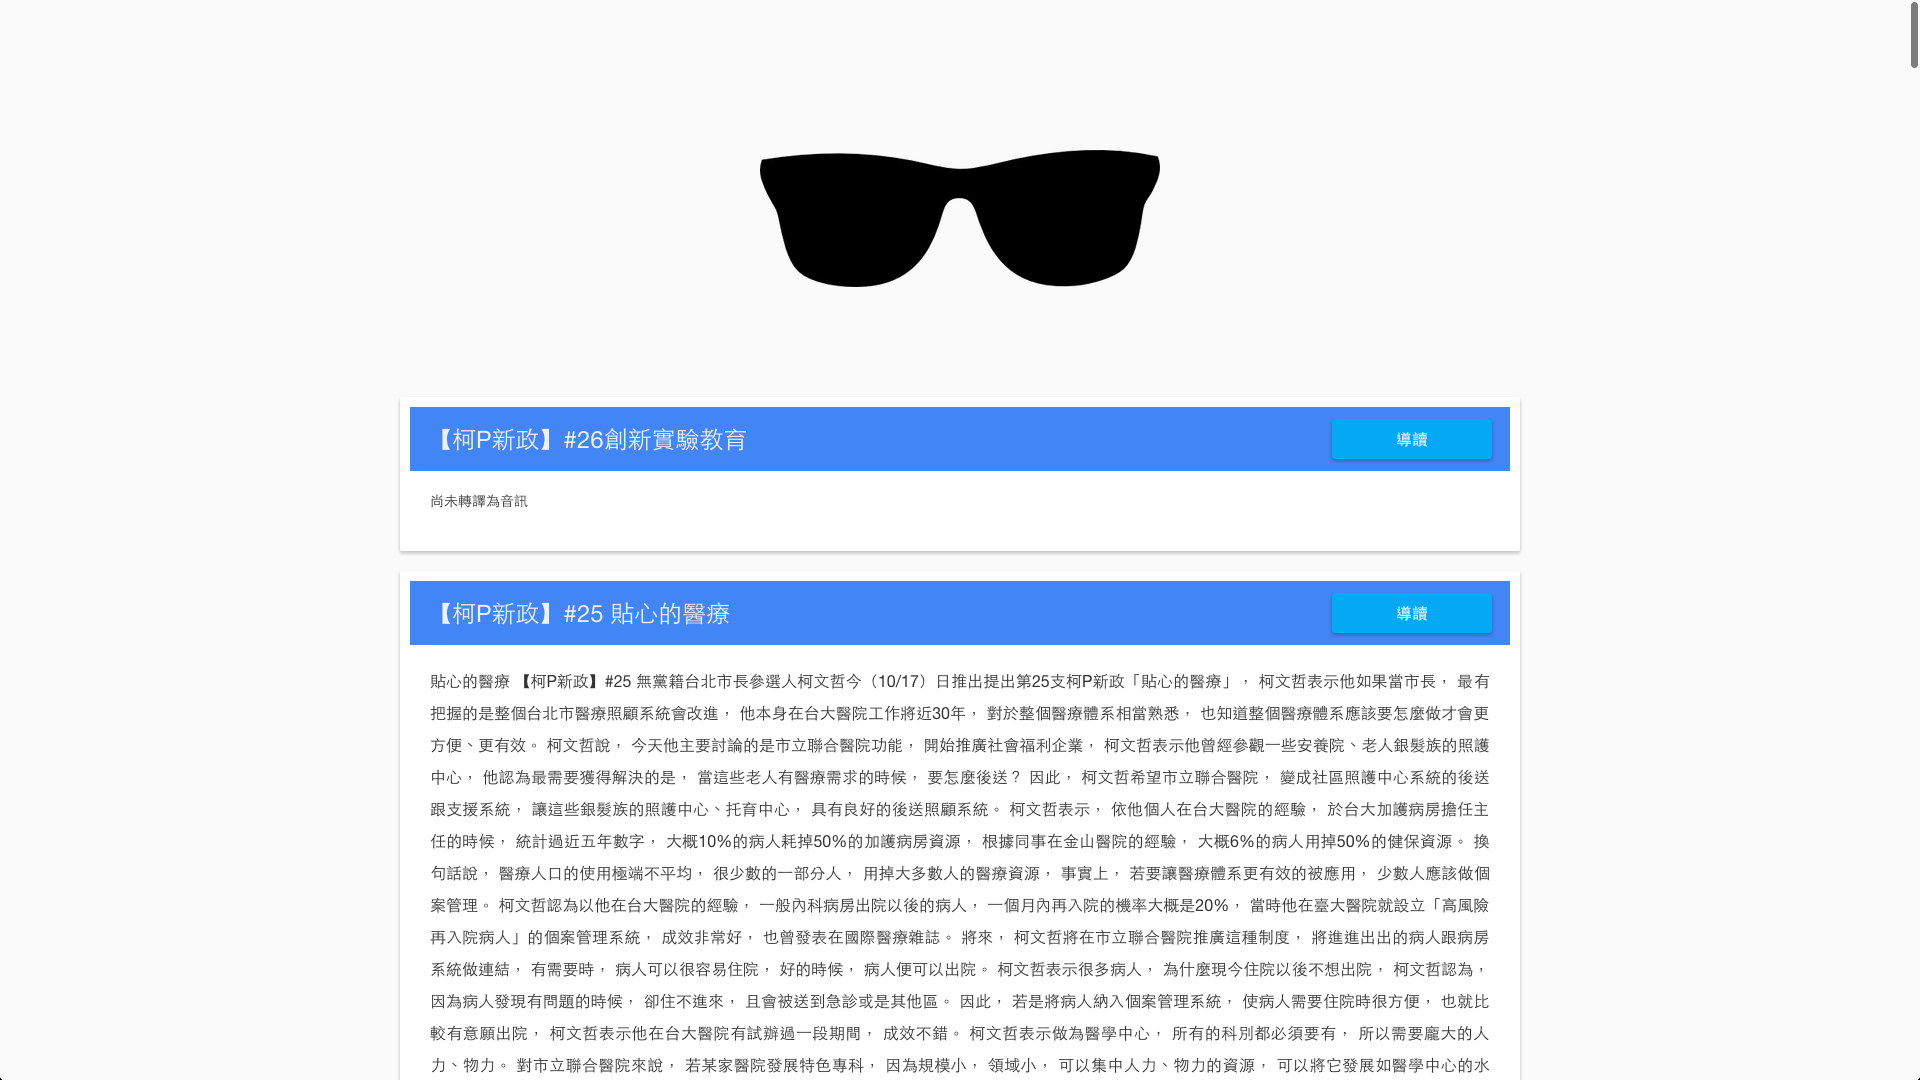 【柯P新政】#26創新實驗教育
導讀
尚未轉譯為音訊
【柯P新政】#25 貼心的醫療
導讀
貼心的醫療 【柯P新政】#25 無黨籍台北市長參選人柯文哲今（10/17）日推出提出第25支柯P新政「貼心的醫療」， 柯文哲表示他如果當市長， 最有
把握的是整個台北市醫療照顧系統會改進， 他本身在台大醫院工作將近30年， 對於整個醫療體系相當熟悉， 也知道整個醫療體系應該要怎麼做才會更
方便、更有效。 柯文哲說， 今天他主要討論的是市立聯合醫院功能， 開始推廣社會福利企業， 柯文哲表示他曾經參觀一些安養院、老人銀髮族的照護
中心， 他認為最需要獲得解決的是， 當這些老人有醫療需求的時候， 要怎麼後送？ 因此， 柯文哲希望市立聯合醫院， 變成社區照護中心系統的後送
跟支援系統， 讓這些銀髮族的照護中心、托育中心， 具有良好的後送照顧系統。 柯文哲表示， 依他個人在台大醫院的經驗， 於台大加護病房擔任主
任的時候， 統計過近五年數字， 大概10%的病人耗掉50%的加護病房資源， 根據同事在金山醫院的經驗， 大概6%的病人用掉50%的健保資源。 換
句話說， 醫療人口的使用極端不平均， 很少數的一部分人， 用掉大多數人的醫療資源， 事實上， 若要讓醫療體系更有效的被應用， 少數人應該做個
案管理。 柯文哲認為以他在台大醫院的經驗， 一般內科病房出院以後的病人， 一個月內再入院的機率大概是20%， 當時他在臺大醫院就設立「高風險
再入院病人」的個案管理系統， 成效非常好， 也曾發表在國際醫療雜誌。 將來， 柯文哲將在市立聯合醫院推廣這種制度， 將進進出出的病人跟病房
系統做連結， 有需要時， 病人可以很容易住院， 好的時候， 病人便可以出院。 柯文哲表示很多病人， 為什麼現今住院以後不想出院， 柯文哲認為，
因為病人發現有問題的時候， 卻住不進來， 且會被送到急診或是其他區。 因此， 若是將病人納入個案管理系統， 使病人需要住院時很方便， 也就比
較有意願出院， 柯文哲表示他在台大醫院有試辦過一段期間， 成效不錯。 柯文哲表示做為醫學中心， 所有的科別都必須要有， 所以需要龐大的人
力、物力。 對市立聯合醫院來說， 若某家醫院發展特色專科， 因為規模小， 領域小， 可以集中人力、物力的資源， 可以將它發展如醫學中心的水